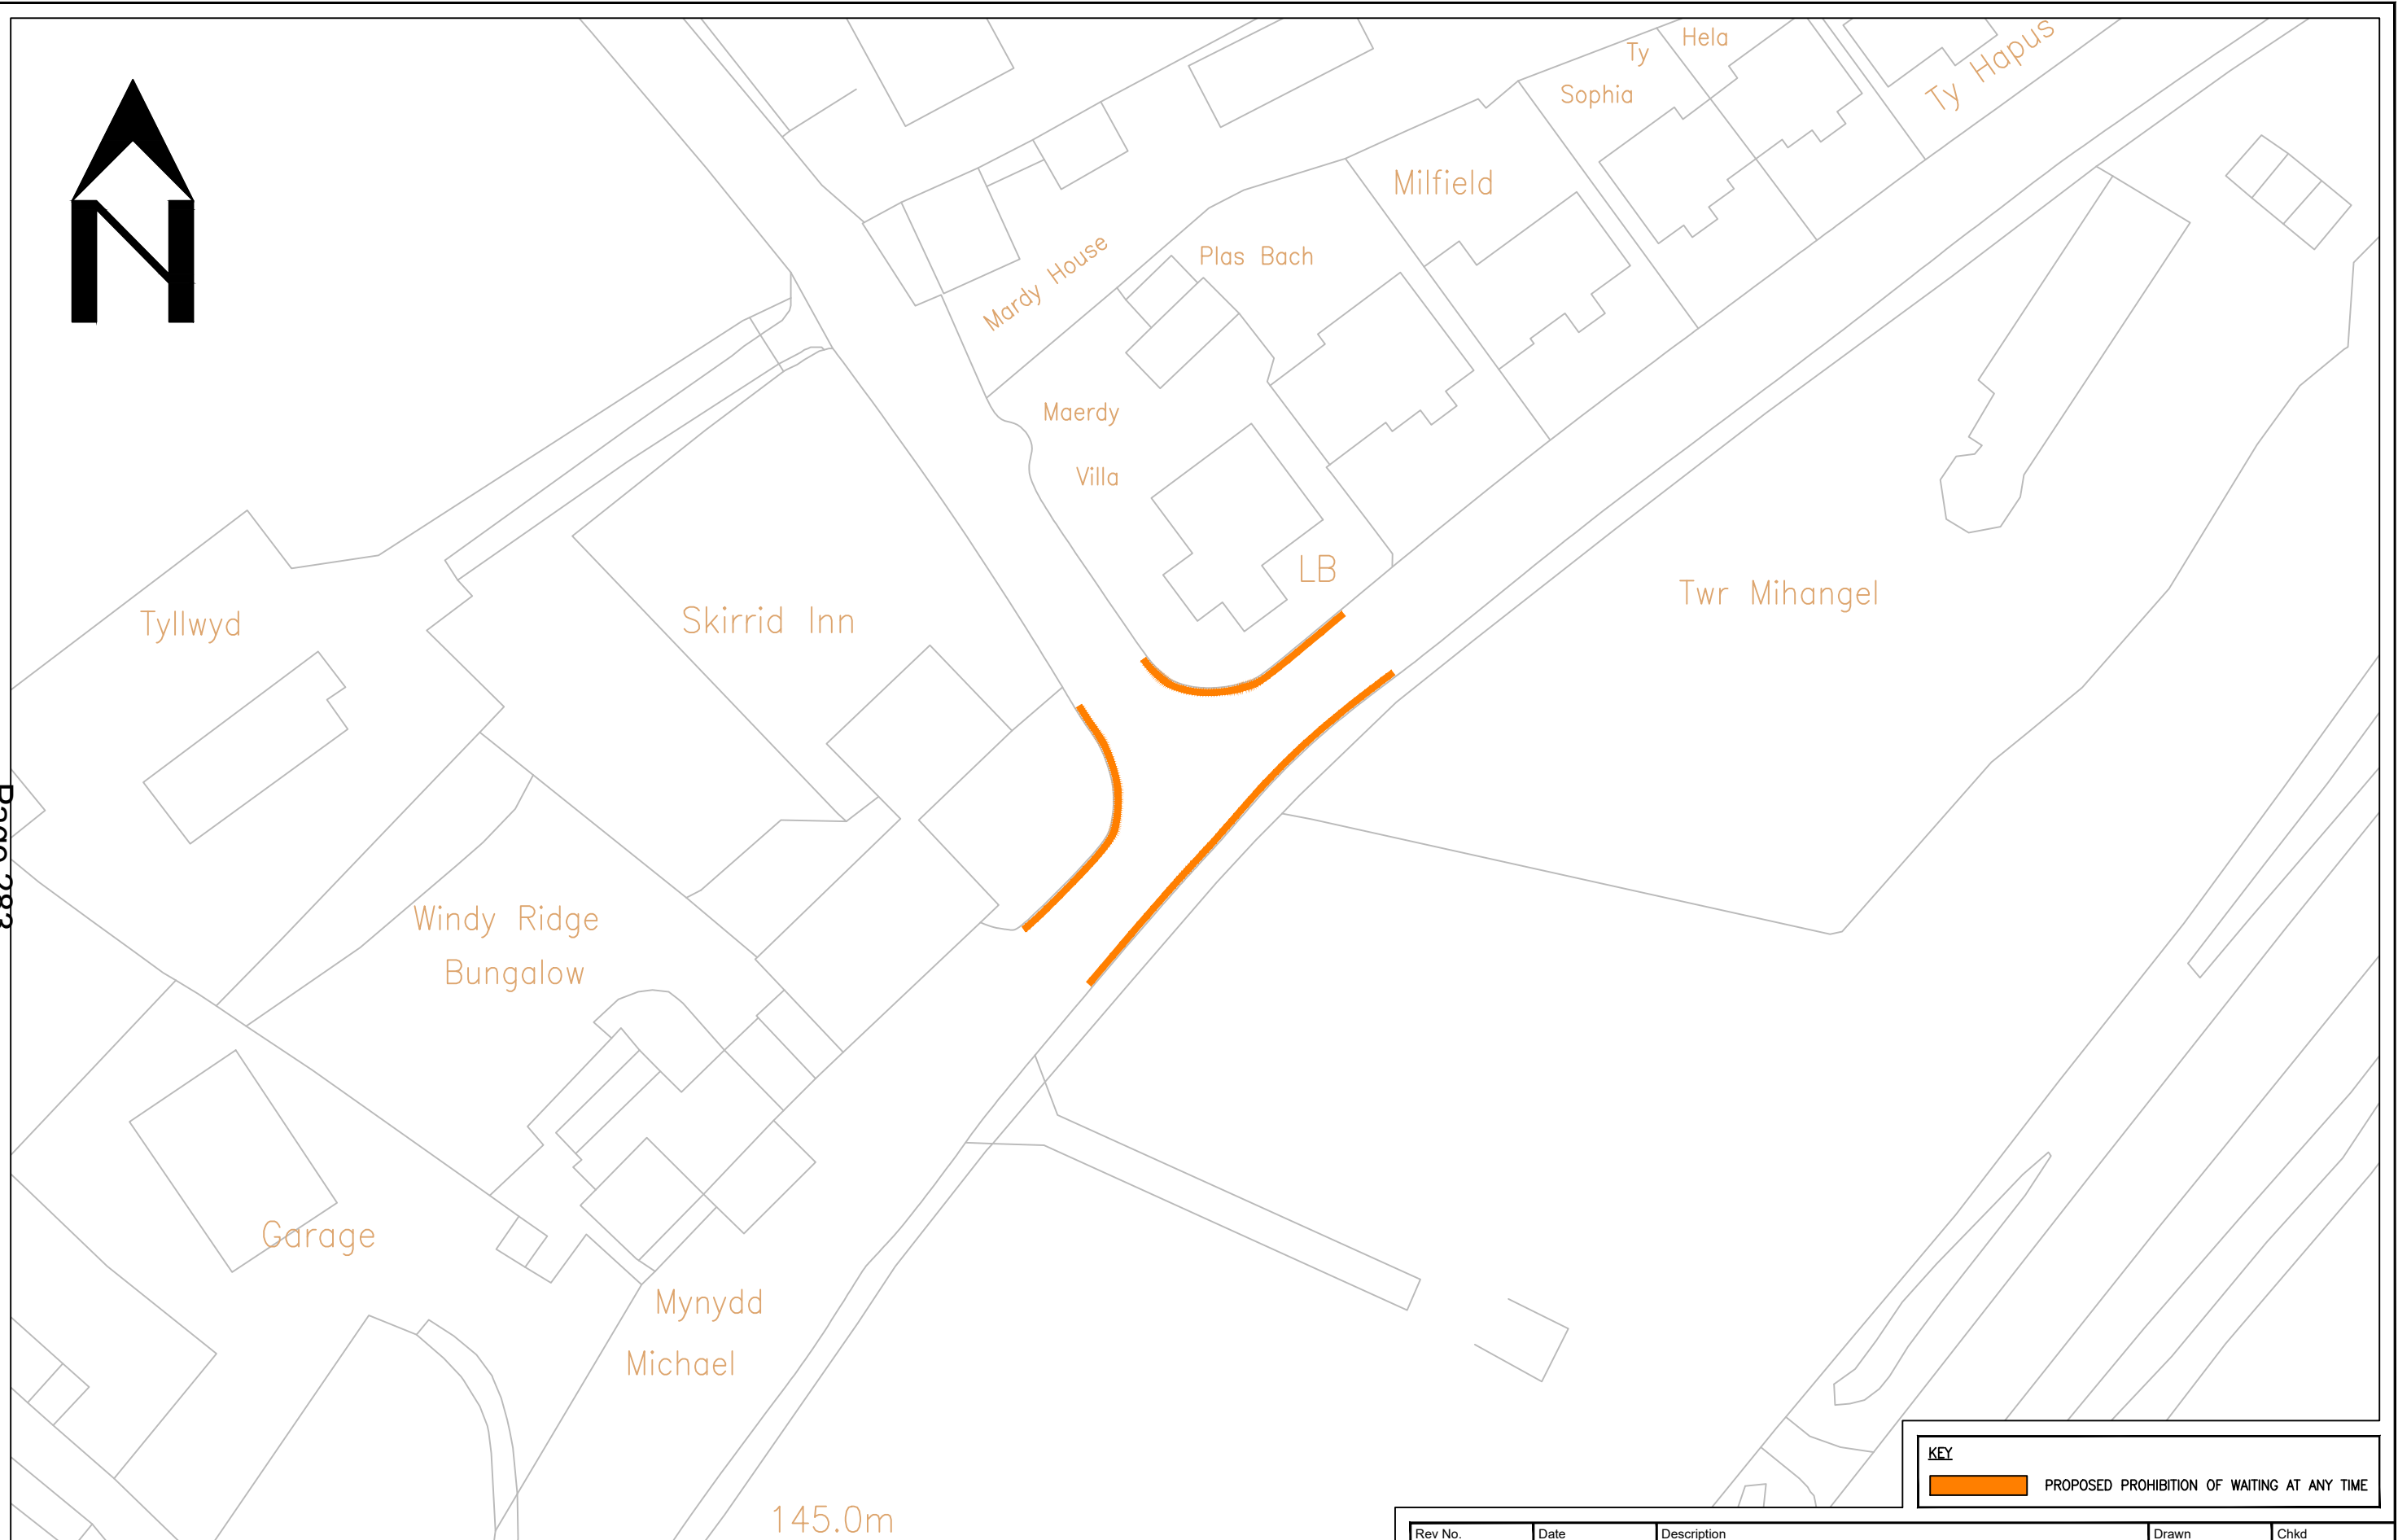 Ty
Hela
Sophia
Ty Hapus
N
Milfield
Plas Bach
Mardy House
Maerdy
Villa
LB
Twr Mihangel
Tyllwyd
Skirrid Inn
Page 283
Windy Ridge
Bungalow
Garage
Mynydd
Michael
145.0m
KEY
PROPOSED PROHIBITION OF WAITING AT ANY TIME
Rev No. Date Description Drawn Chkd